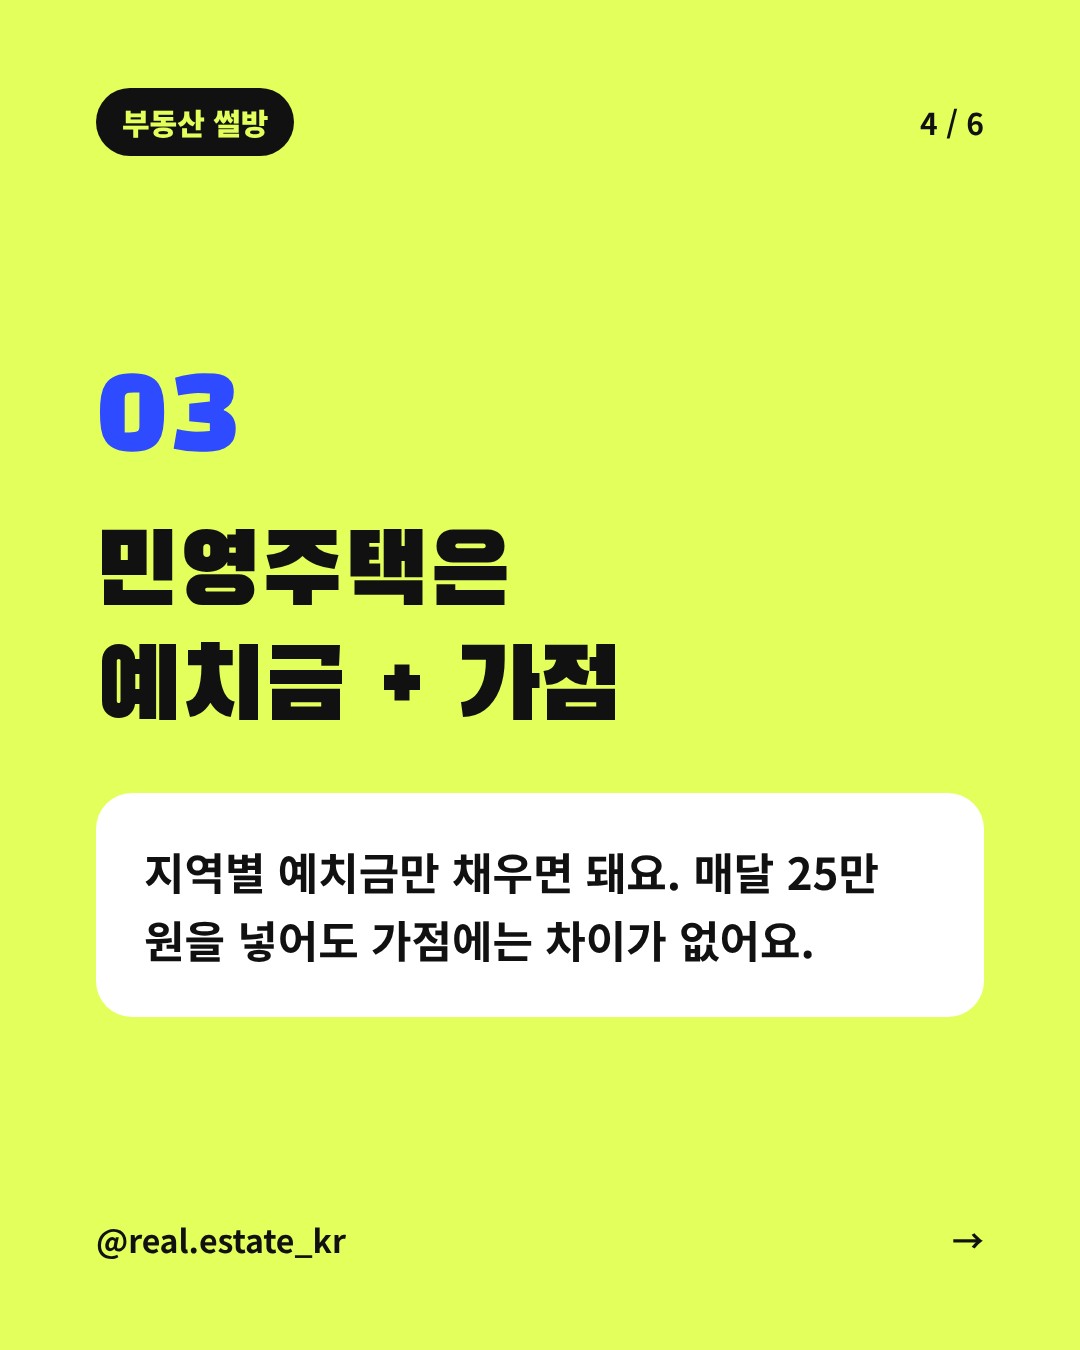 부동산 썰방
4 / 6
03
민영주택은
예치금 + 가점
지역별 예치금만 채우면 돼요. 매달 25만
원을 넣어도 가점에는 차이가 없어요.
@real.estate_kr
→